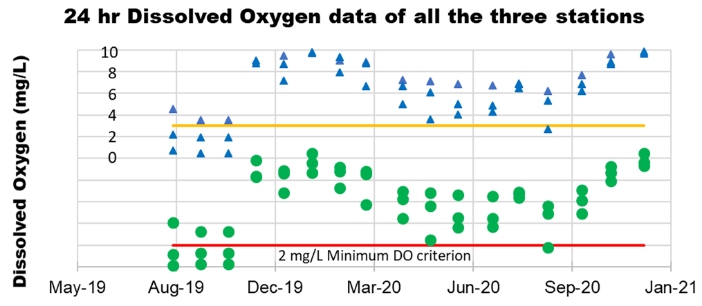 24 hr Dissolved Oxygen data of all the three stations
Dissolved Oxygen (mg/L)
10
8
6
4
2
0
2 mg/L Minimum DO criterion
May-19 Aug-19 Dec-19 Mar-20 Jun-20 Sep-20 Jan-21